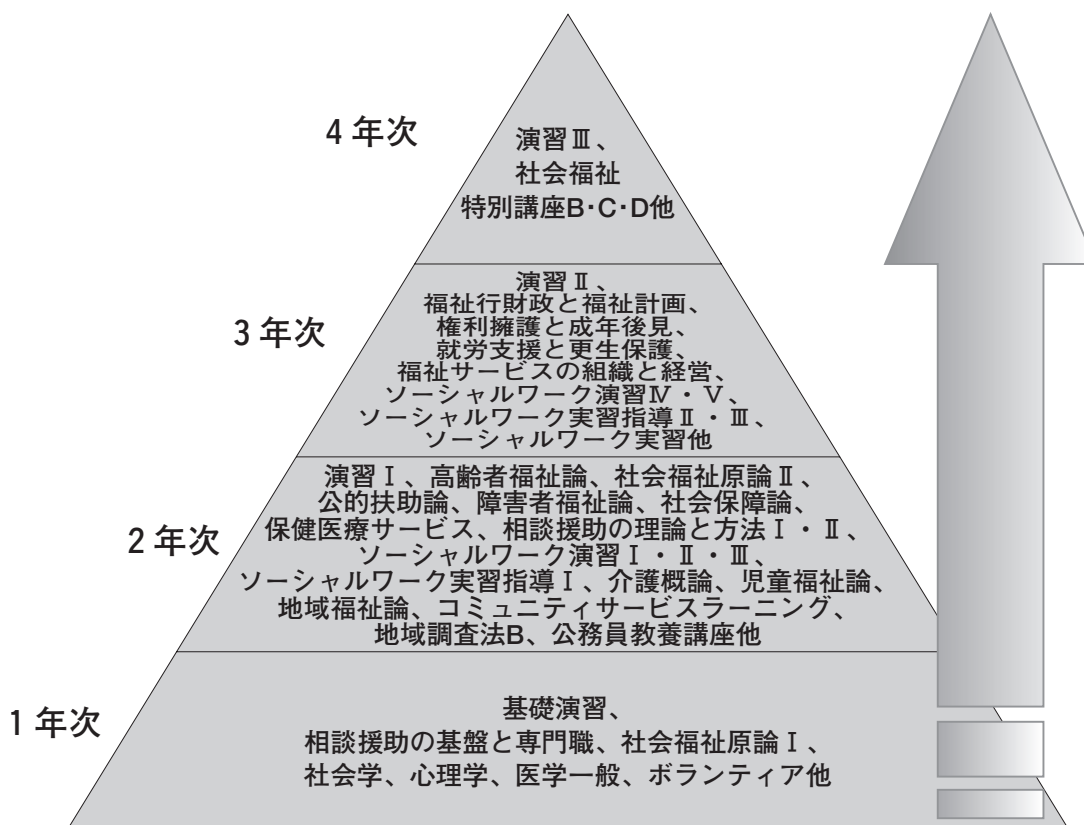 4年次
演習Ⅲ、
社会福祉
特別講座B・C・D他
3年次
演習Ⅱ、
福祉行財政と福祉計画、
権利擁護と成年後見、
就労支援と更生保護、
福祉サービスの組織と経営、
ソーシャルワーク演習Ⅳ・Ⅴ、
ソーシャルワーク実習指導Ⅱ・Ⅲ、
ソーシャルワーク実習他
2年次
演習Ⅰ、高齢者福祉論、社会福祉原論Ⅱ、
公的扶助論、障害者福祉論、社会保障論、
保健医療サービス、相談援助の理論と方法Ⅰ・Ⅱ、
ソーシャルワーク演習Ⅰ・Ⅱ・Ⅲ、
ソーシャルワーク実習指導Ⅰ、介護概論、児童福祉論、
地域福祉論、コミュニティサービスラーニング、
地域調査法B、公務員教養講座他
1年次
基礎演習、
相談援助の基盤と専門職、社会福祉原論Ⅰ、
社会学、心理学、医学一般、ボランティア他